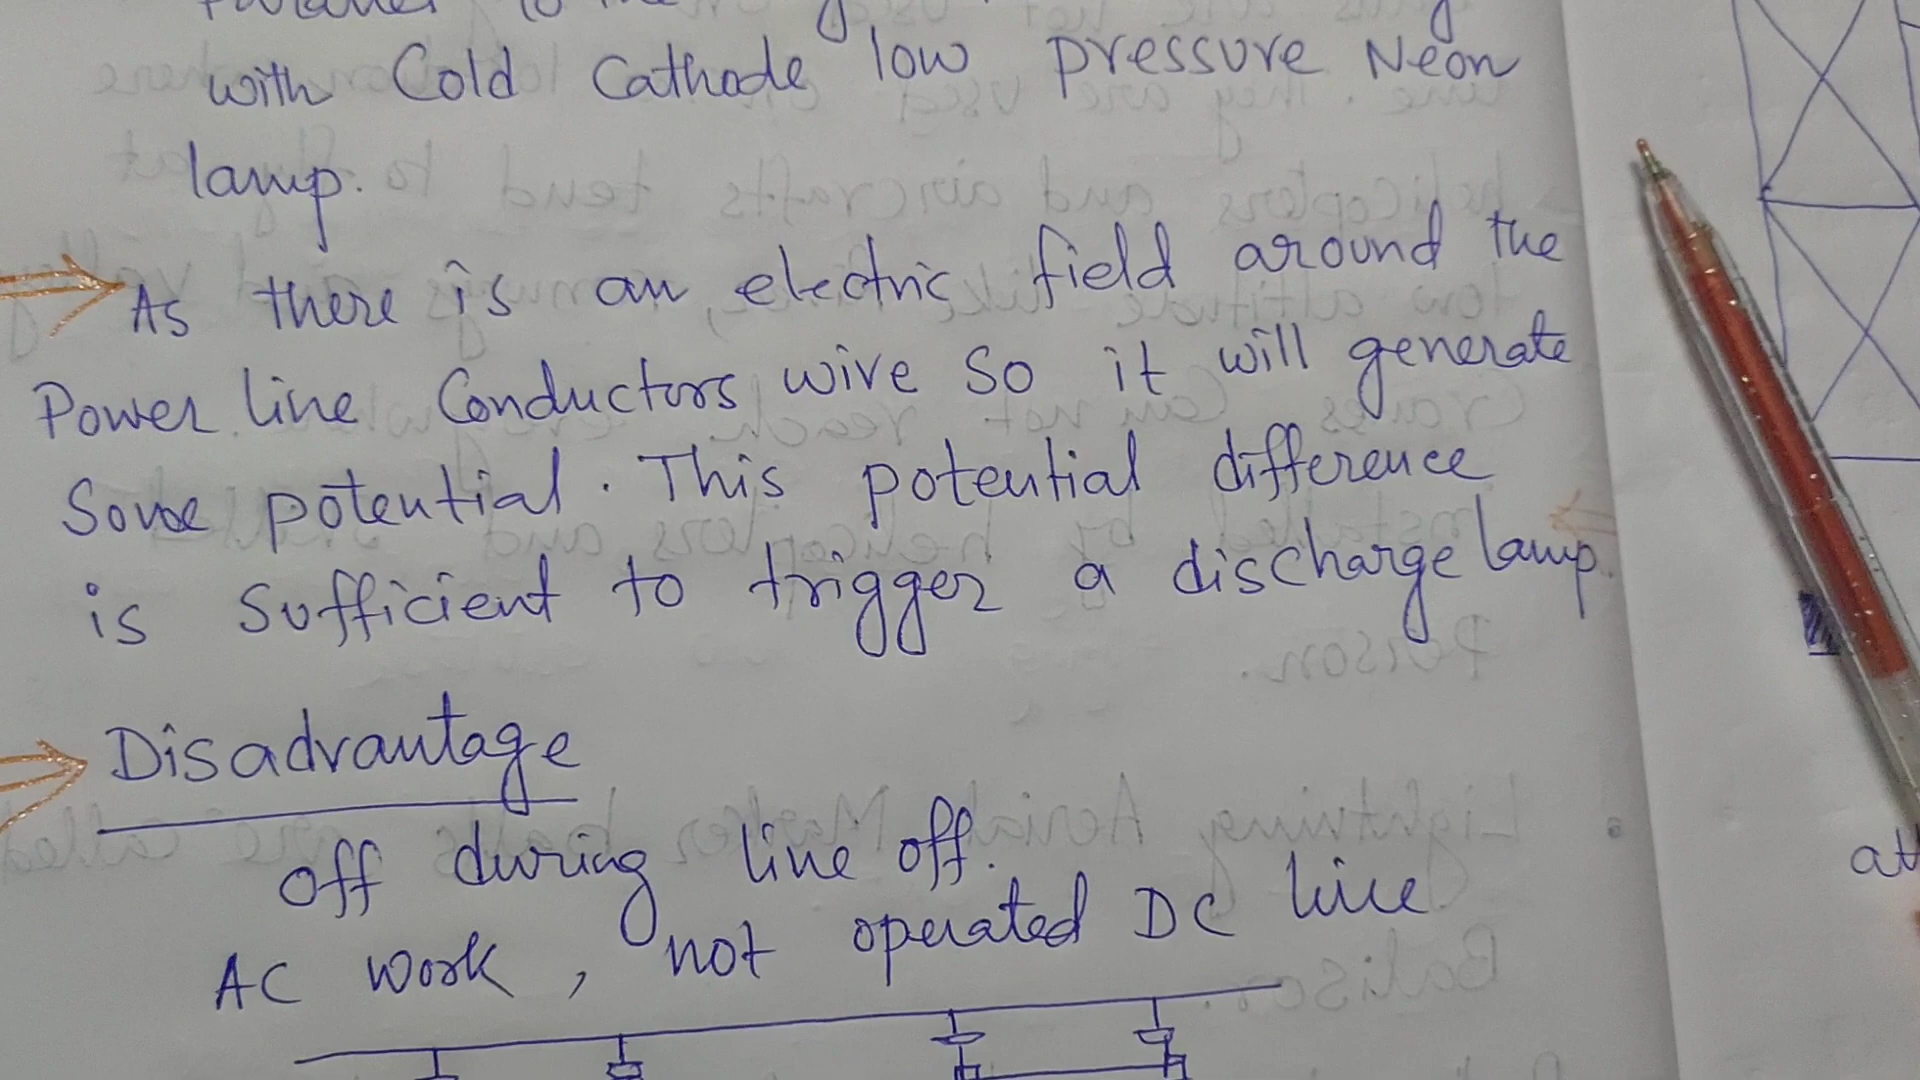 with Cold Cathode low pressure Neon
lamp.
As there is an electric field around the
Power line Conductors wire So it will generate
Some potential. This potential difference
is Sufficient to trigger a discharge lamp.
Disadvantage
off during line off.
AC work, not operated DC line